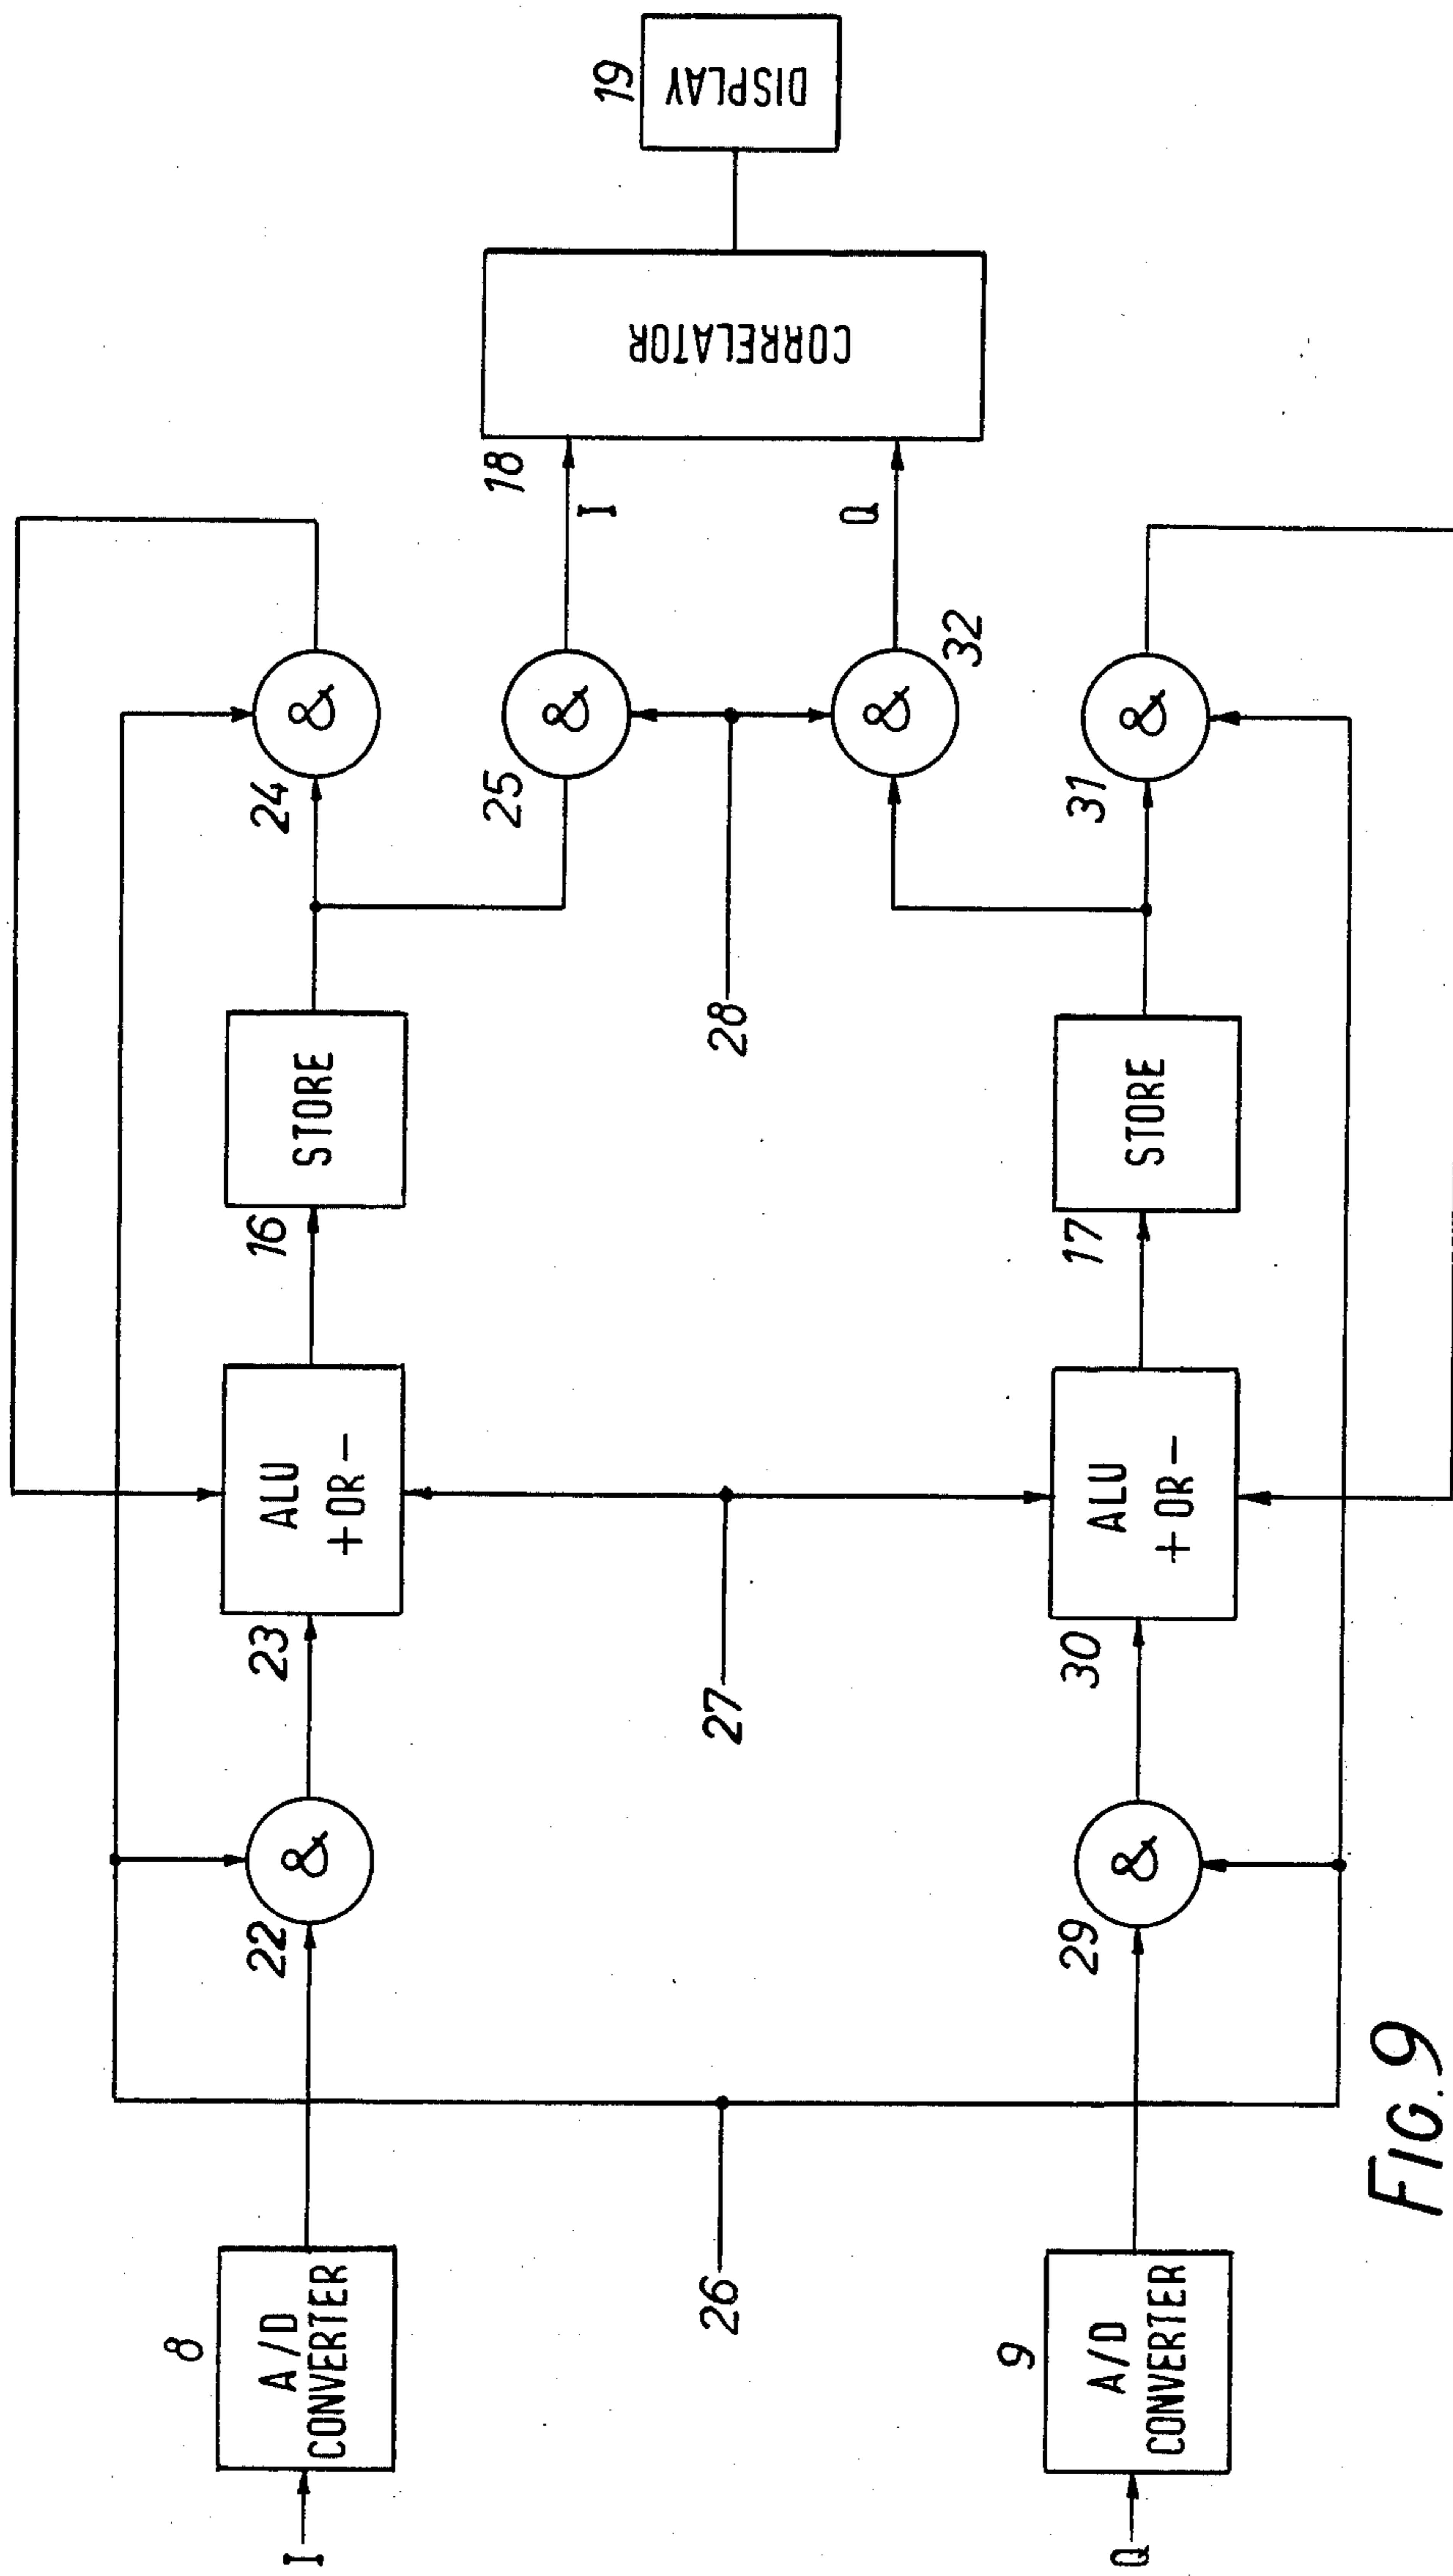 I
8
A/D
CONVERTER
22
&
23
ALU
+OR-
16
STORE
24
&
25
&
I
18
CORRELATOR
19
DISPLAY
26
27
28
Q
9
A/D
CONVERTER
29
&
30
ALU
+OR-
17
STORE
31
&
32
&
Q
FIG. 9